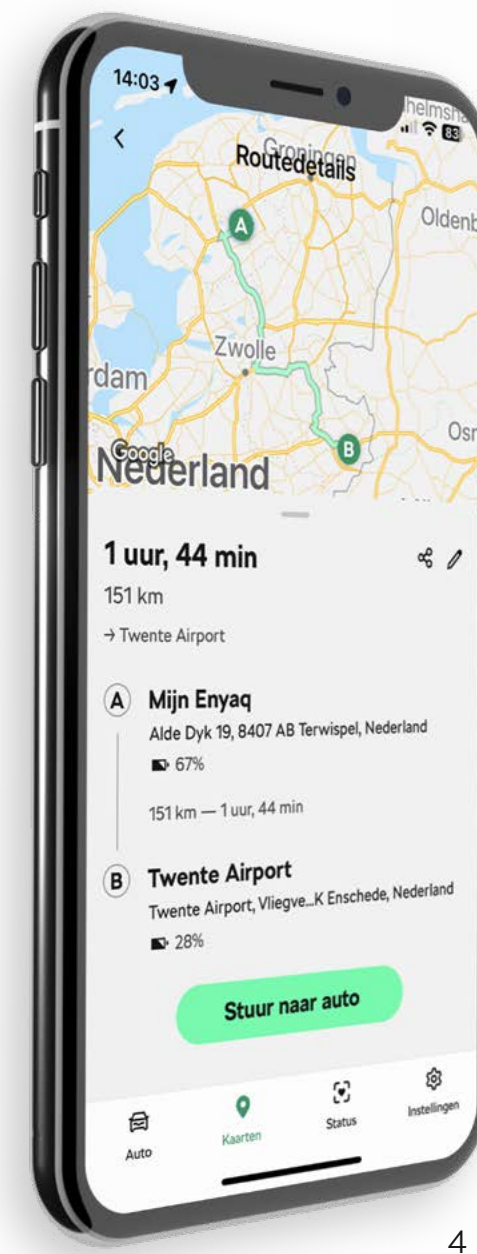 14:03
83
Routedetails
Groningen
Oldenb
A
Zwolle
rdam
B
Osr
Google
Nederland
1 uur, 44 min
151 km
→ Twente Airport
A
Mijn Enyaq
Alde Dyk 19, 8407 AB Terwispel, Nederland
67%
151 km — 1 uur, 44 min
B
Twente Airport
Twente Airport, Vliegve...K Enschede, Nederland
28%
Stuur naar auto
Auto
Kaarten
Status
Instellingen
4